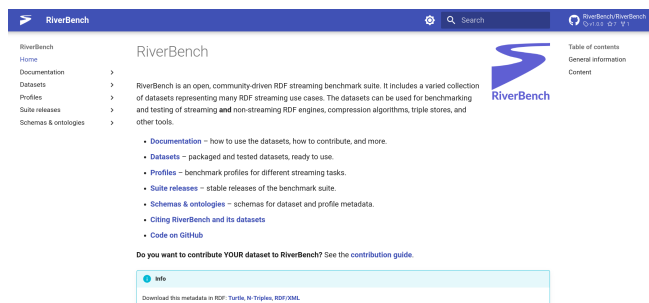 RiverBench
Search
RiverBench/RiverBench
v1.0.0 7 1
RiverBench
Home
Documentation
Datasets
Profiles
Suite releases
Schemas & ontologies
RiverBench
RiverBench is an open, community-driven RDF streaming benchmark suite. It includes a varied collection
of datasets representing many RDF streaming use cases. The datasets can be used for benchmarking
and testing of streaming and non-streaming RDF engines, compression algorithms, triple stores, and
other tools.
• Documentation – how to use the datasets, how to contribute, and more.
• Datasets – packaged and tested datasets, ready to use.
• Profiles – benchmark profiles for different streaming tasks.
• Suite releases – stable releases of the benchmark suite.
• Schemas & ontologies – schemas for dataset and profile metadata.
• Citing RiverBench and its datasets
• Code on GitHub
Do you want to contribute YOUR dataset to RiverBench? See the contribution guide.
Info
Download this metadata in RDF: Turtle, N-Triples, RDF/XML
RiverBench
Table of contents
General information
Content